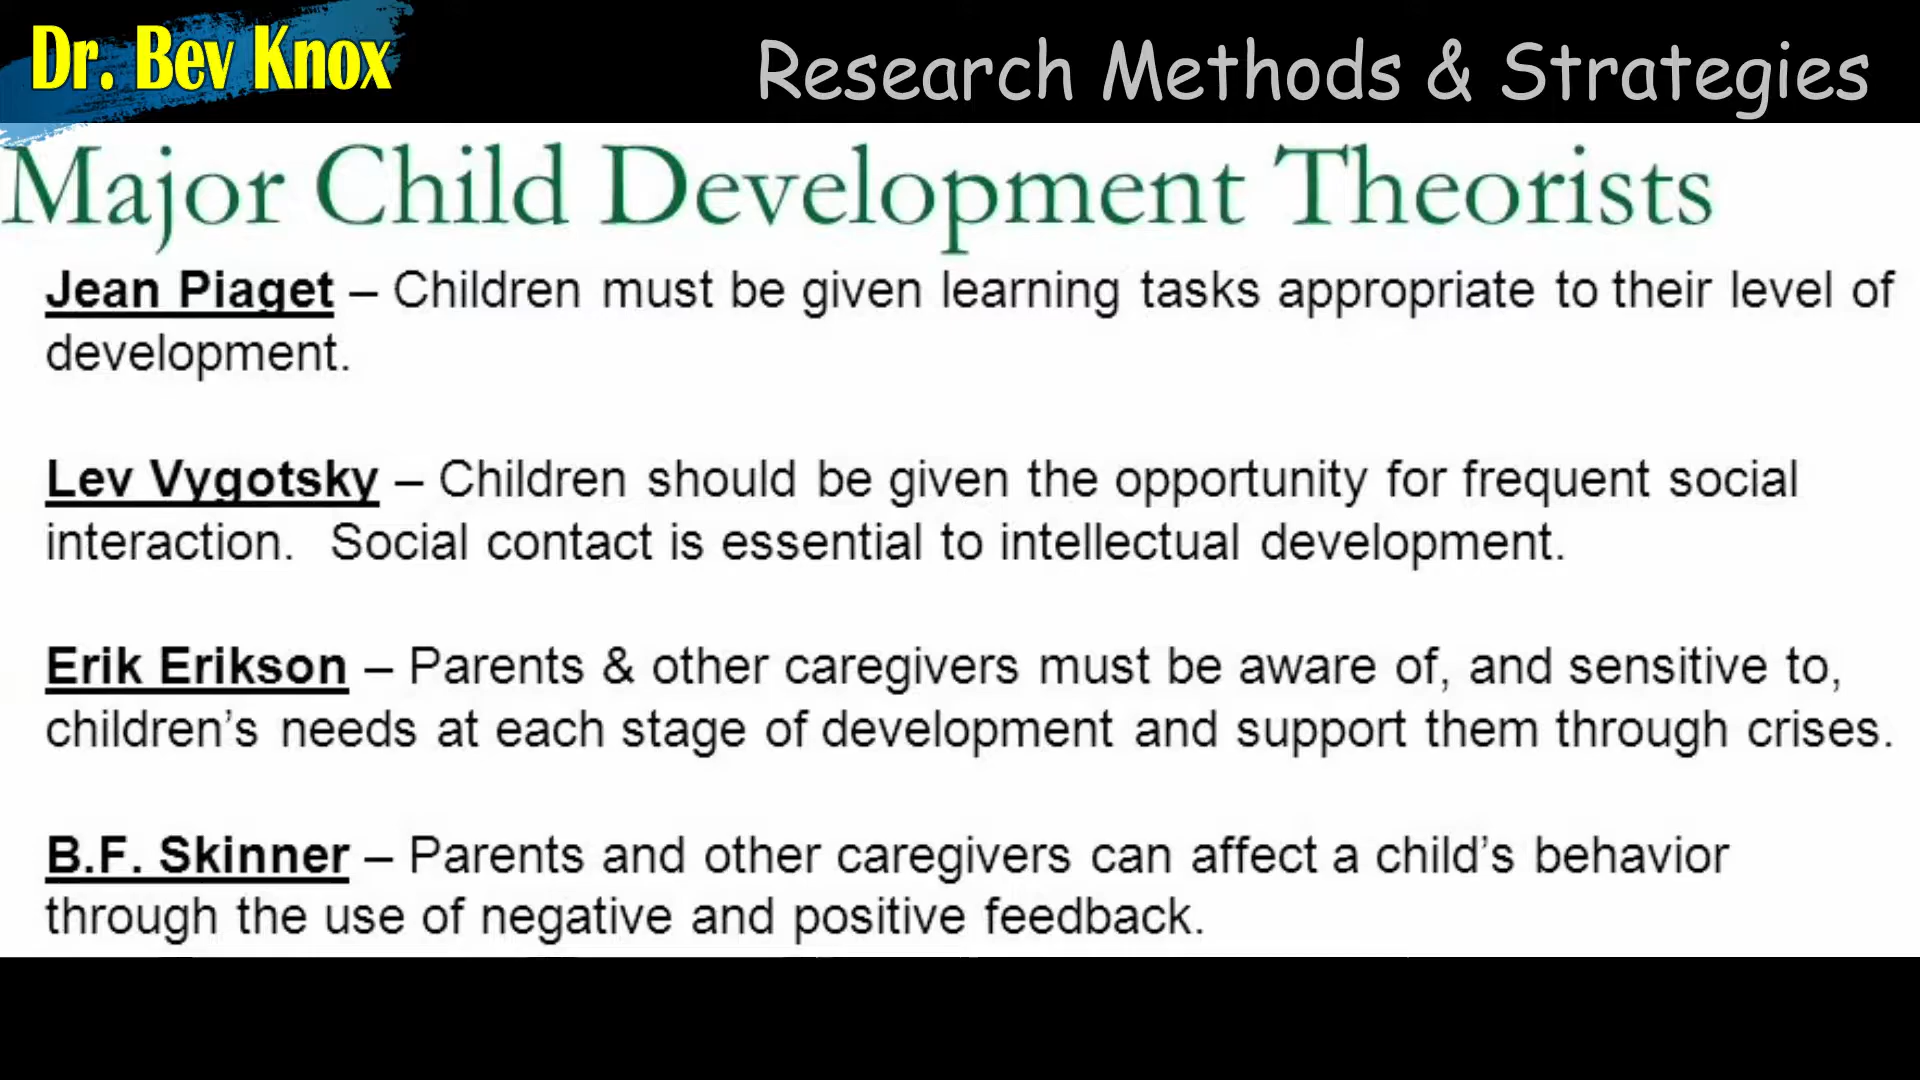 Dr. Bev Knox
Research Methods & Strategies
Major Child Development Theorists
Jean Piaget – Children must be given learning tasks appropriate to their level of
development.
Lev Vygotsky – Children should be given the opportunity for frequent social
interaction. Social contact is essential to intellectual development.
Erik Erikson – Parents & other caregivers must be aware of, and sensitive to,
children’s needs at each stage of development and support them through crises.
B.F. Skinner – Parents and other caregivers can affect a child’s behavior
through the use of negative and positive feedback.